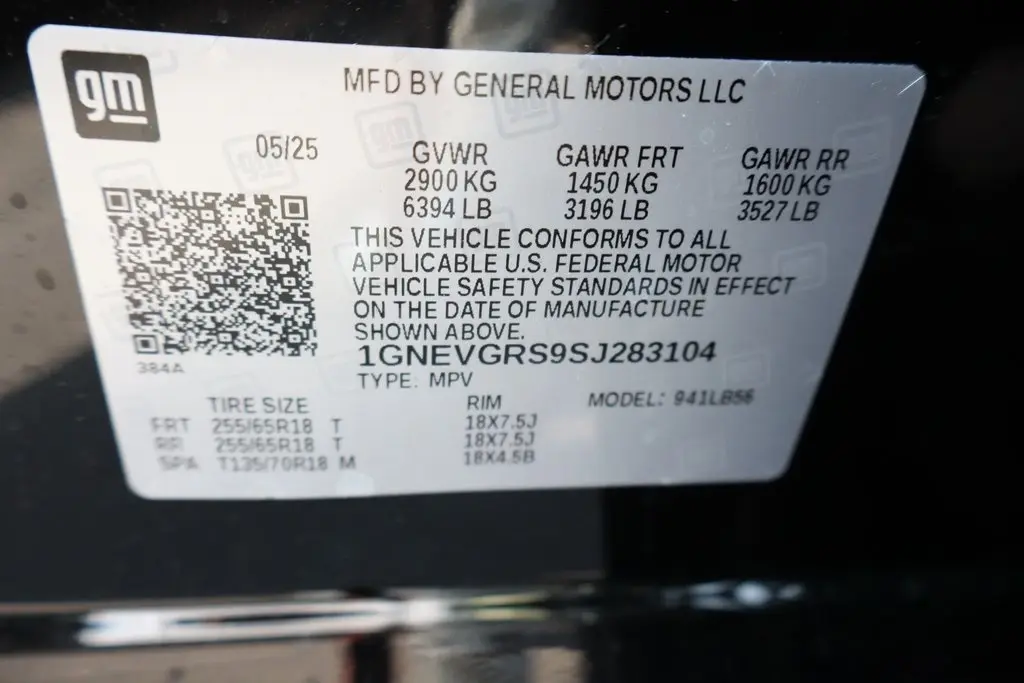 gm
MFD BY GENERAL MOTORS LLC
05/25
GVWR GAWR FRT GAWR RR
2900 KG 1450 KG 1600 KG
6394 LB 3196 LB 3527 LB
THIS VEHICLE CONFORMS TO ALL
APPLICABLE U.S. FEDERAL MOTOR
VEHICLE SAFETY STANDARDS IN EFFECT
ON THE DATE OF MANUFACTURE
SHOWN ABOVE.
1GNEVGRS9SJ283104
384A
TYPE: MPV
TIRE SIZE RIM MODEL: 941LB56
FRT 255/65R18 T 18X7.5J
RR 255/65R18 T 18X7.5J
SPA T135/70R18 M 18X4.5B